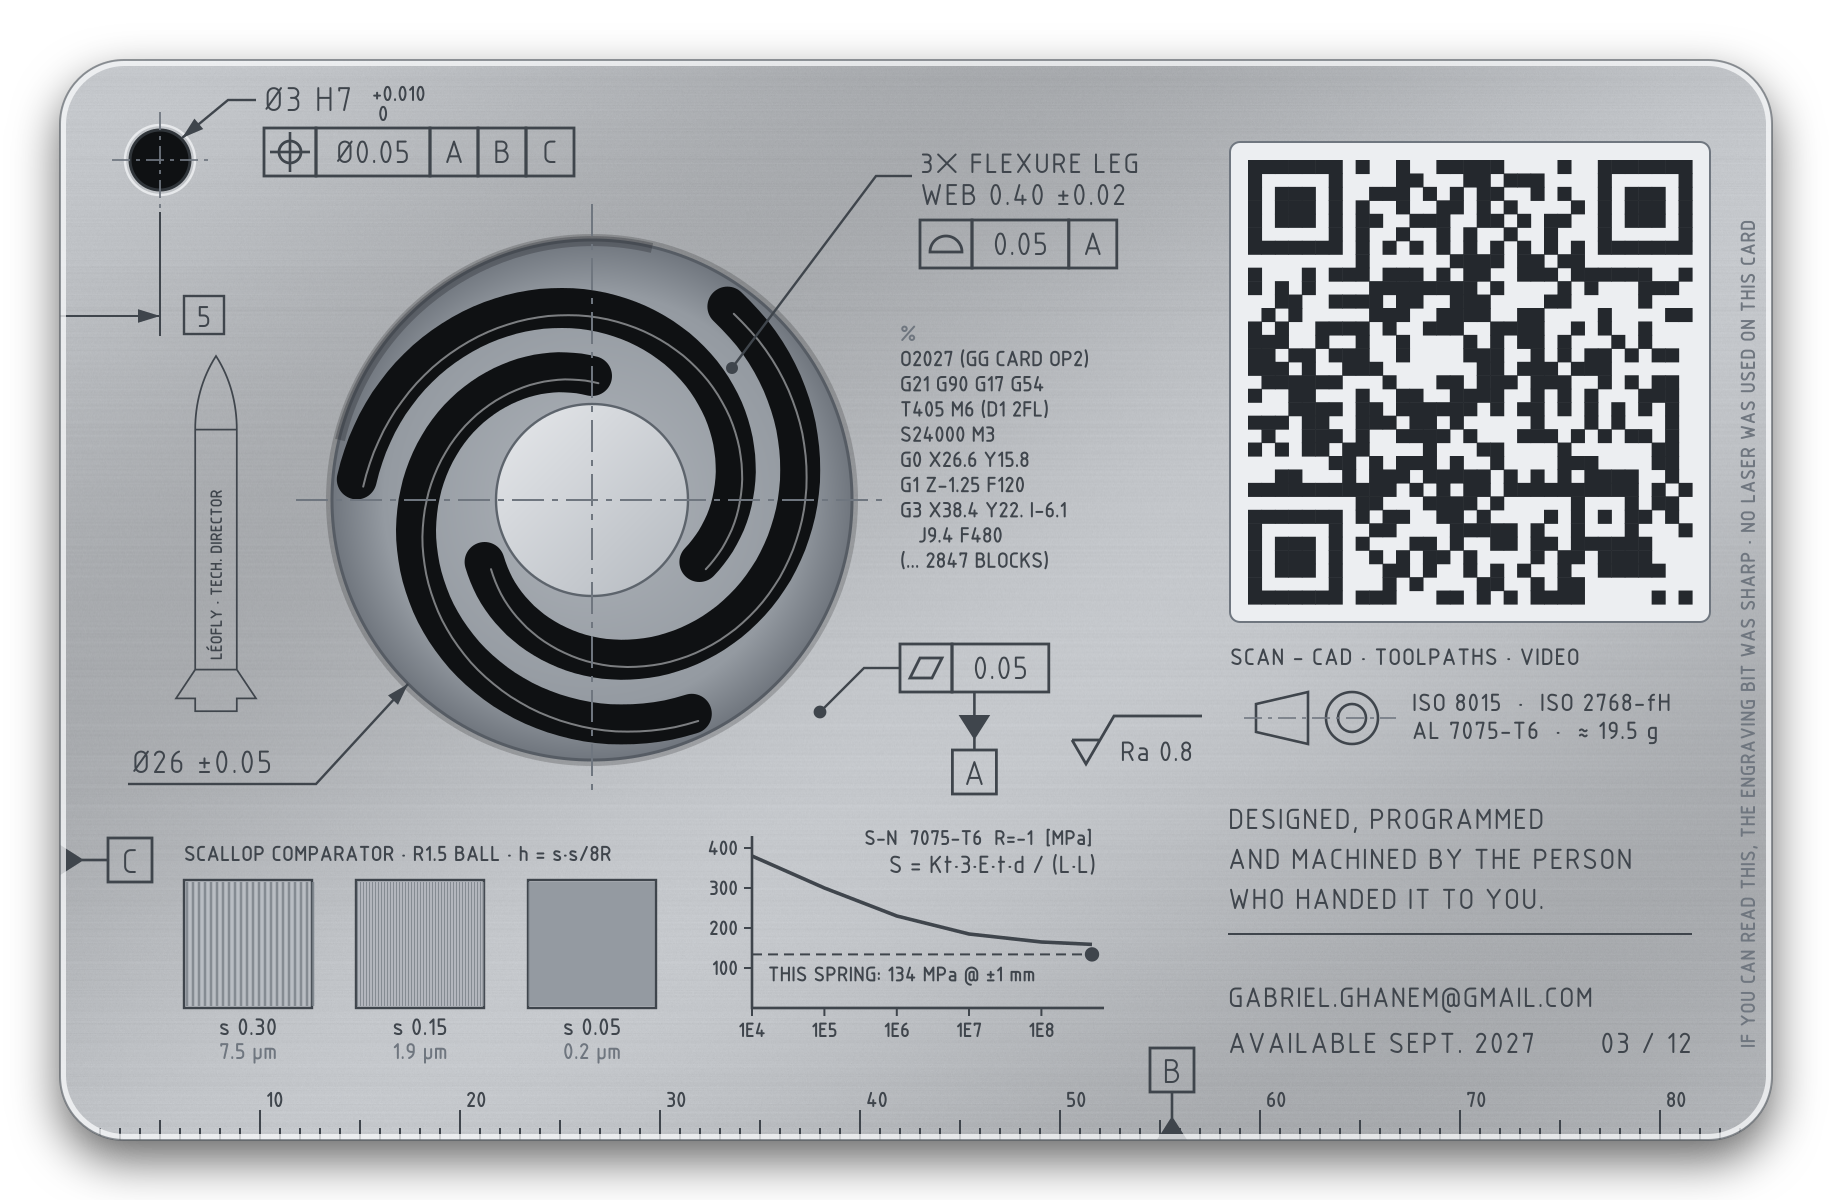 Ø3 H7 +0.010
0
Ø0.05 A B C
3X FLEXURE LEG
WEB 0.40 ±0.02
0.05 A
5
%
O2027 (GG CARD OP2)
G21 G90 G17 G54
T405 M6 (D1 2FL)
S24000 M3
G0 X26.6 Y15.8
G1 Z-1.25 F120
G3 X38.4 Y22. I-6.1
J9.4 F480
(... 2847 BLOCKS)
LÉOFLY · TECH. DIRECTOR
0.05
A
Ra 0.8
Ø26 ±0.05
SCAN - CAD · TOOLPATHS · VIDEO
ISO 8015 · ISO 2768-fH
AL 7075-T6 · ≈ 19.5 g
C
SCALLOP COMPARATOR · R1.5 BALL · h = s·s/8R
s 0.30
7.5 µm
s 0.15
1.9 µm
s 0.05
0.2 µm
S-N 7075-T6 R=-1 [MPa]
S = Kt·3·E·t·d / (L·L)
400
300
200
100
THIS SPRING: 134 MPa @ ±1 mm
1E4 1E5 1E6 1E7 1E8
DESIGNED, PROGRAMMED
AND MACHINED BY THE PERSON
WHO HANDED IT TO YOU.
GABRIEL.GHANEM@GMAIL.COM
AVAILABLE SEPT. 2027 03 / 12
B
10 20 30 40 50 60 70 80
IF YOU CAN READ THIS, THE ENGRAVING BIT WAS SHARP · NO LASER WAS USED ON THIS CARD